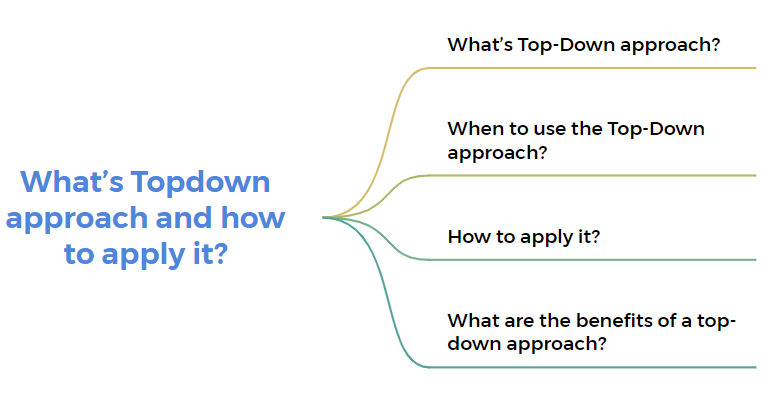 What’s Topdown
approach and how
to apply it?
What’s Top-Down approach?
When to use the Top-Down
approach?
How to apply it?
What are the benefits of a top-
down approach?